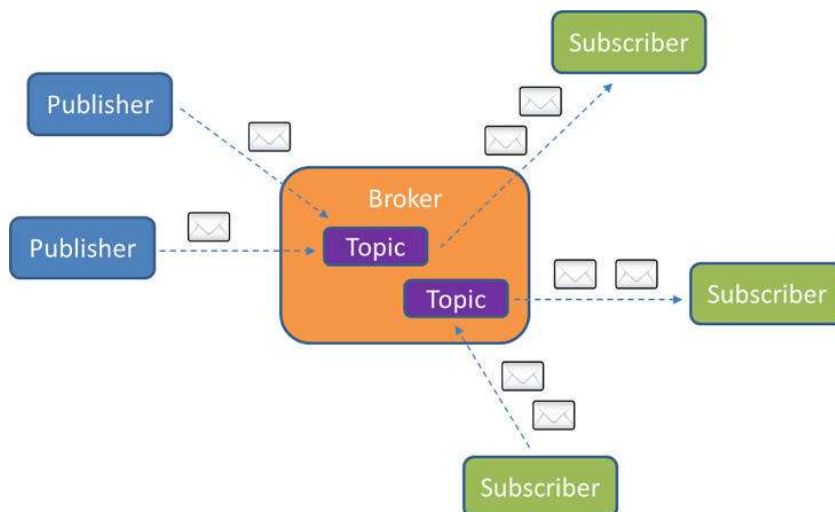 Subscriber
Publisher
Broker
Publisher
Topic
Topic
Subscriber
Subscriber